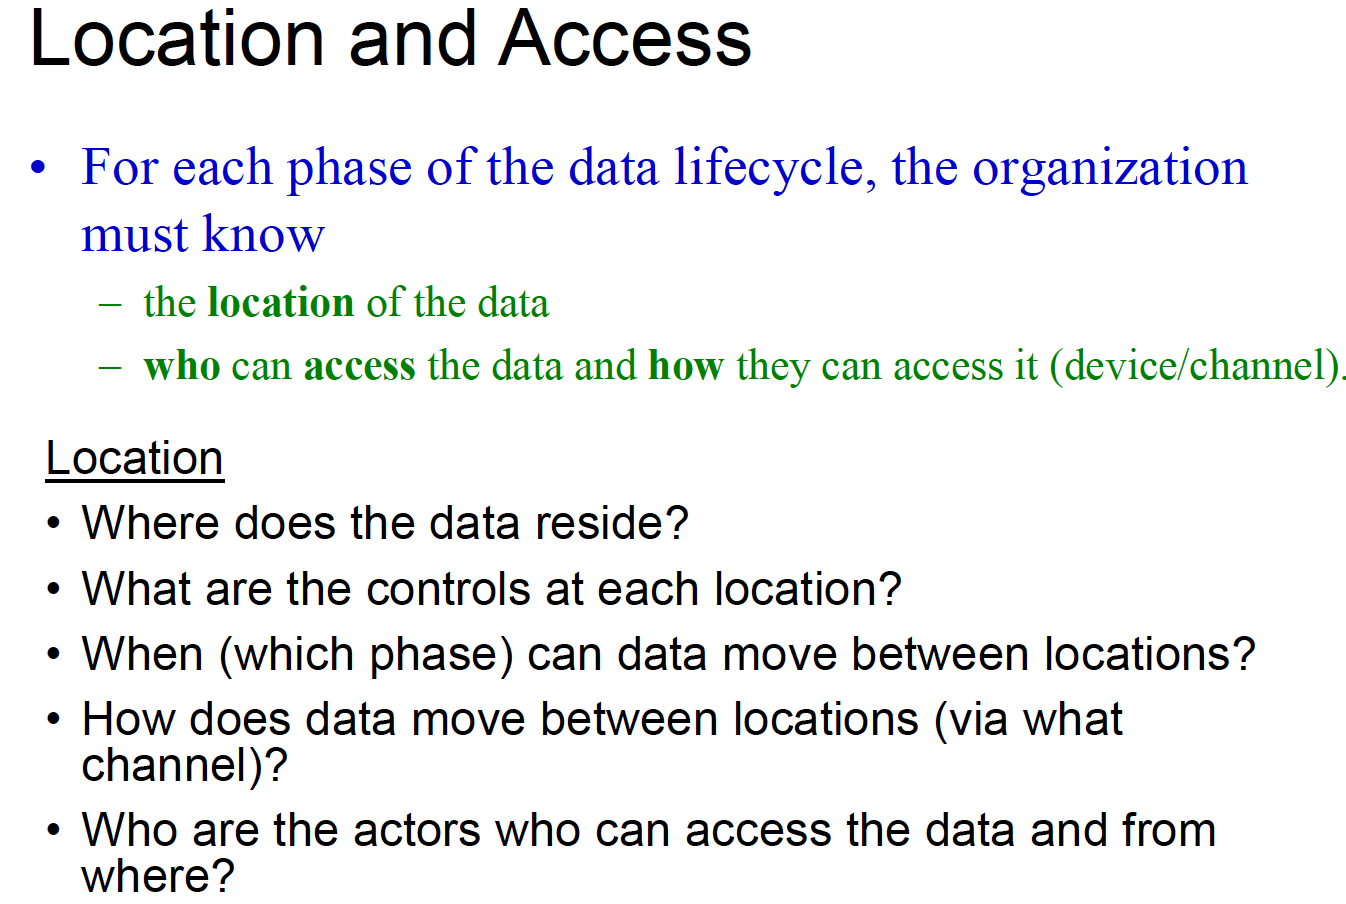 Location and Access
• For each phase of the data lifecycle, the organization
must know
– the location of the data
– who can access the data and how they can access it (device/channel).
Location
• Where does the data reside?
• What are the controls at each location?
• When (which phase) can data move between locations?
• How does data move between locations (via what
channel)?
• Who are the actors who can access the data and from
where?